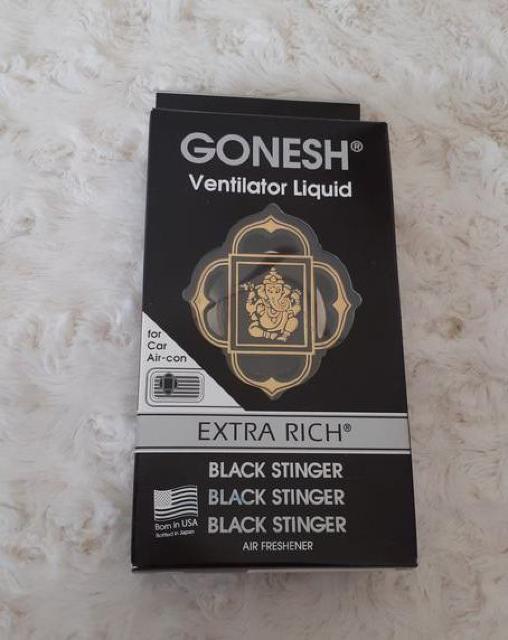 GONESH®
Ventilator Liquid
for
Car
Air-con
EXTRA RICH®
BLACK STINGER
BLACK STINGER
BLACK STINGER
Born in USA
Bottled in Japan
AIR FRESHENER